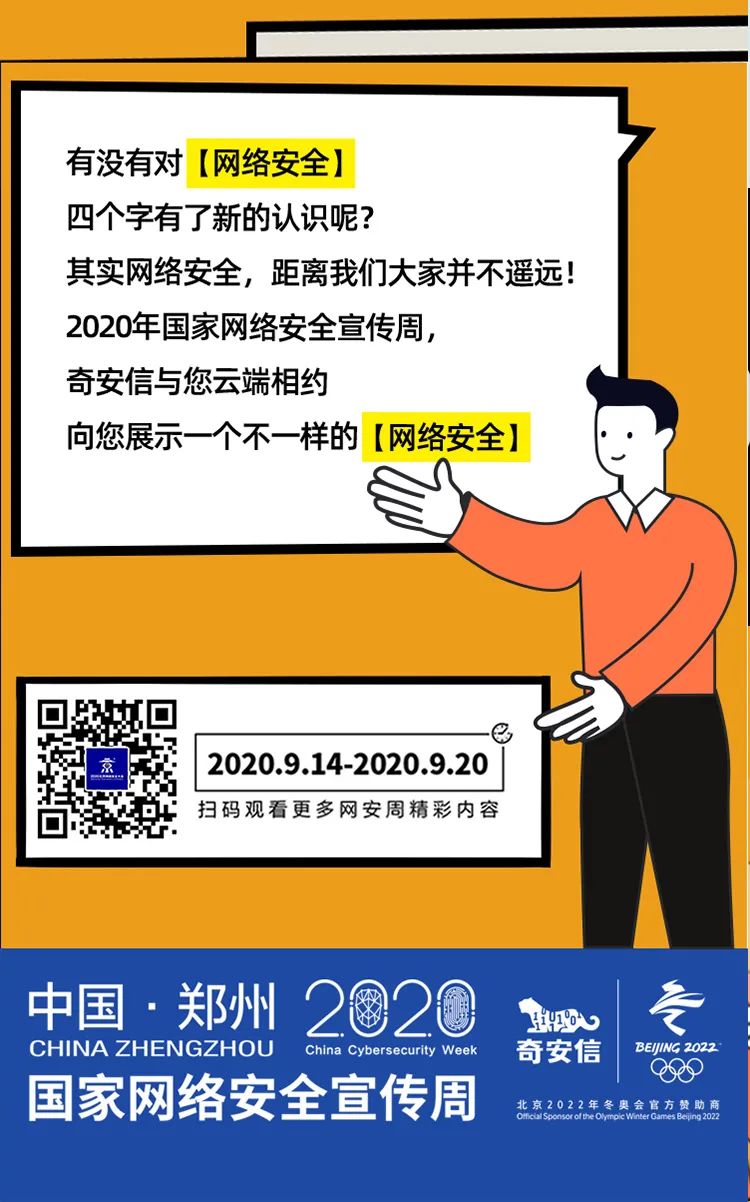 有没有对【网络安全】
四个字有了新的认识呢？
其实网络安全，距离我们大家并不遥远！
2020年国家网络安全宣传周，
奇安信与您云端相约
向您展示一个不一样的【网络安全】
2020.9.14-2020.9.20
扫码观看更多网安周精彩内容
中国·郑州
CHINA ZHENGZHOU
2020
China Cybersecurity Week
国家网络安全宣传周
奇安信
BEIJING 2022
北京2022年冬奥会官方赞助商
Official Sponsor of the Olympic Winter Games Beijing 2022